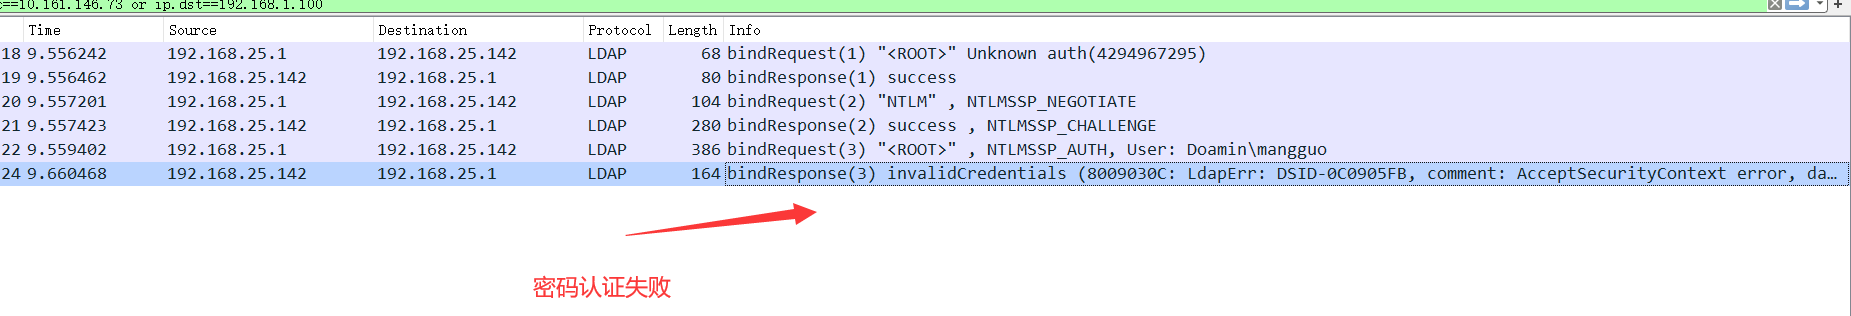 c==10.161.146.73 or ip.dst==192.168.1.100
Time Source Destination Protocol Length Info
18 9.556242 192.168.25.1 192.168.25.142 LDAP 68 bindRequest(1) "<ROOT>" Unknown auth(4294967295)
19 9.556462 192.168.25.142 192.168.25.1 LDAP 80 bindResponse(1) success
20 9.557201 192.168.25.1 192.168.25.142 LDAP 104 bindRequest(2) "NTLM" , NTLMSSP_NEGOTIATE
21 9.557423 192.168.25.142 192.168.25.1 LDAP 280 bindResponse(2) success , NTLMSSP_CHALLENGE
22 9.559402 192.168.25.1 192.168.25.142 LDAP 386 bindRequest(3) "<ROOT>" , NTLMSSP_AUTH, User: Doamin\mangguo
24 9.660468 192.168.25.142 192.168.25.1 LDAP 164 bindResponse(3) invalidCredentials (8009030C: LdapErr: DSID-0C0905FB, comment: AcceptSecurityContext error, da…
密码认证失败